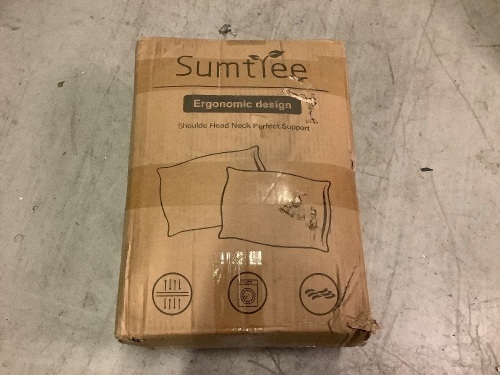 Sumtree
Ergonomic design
Shoulde Head Neck Perfect Support